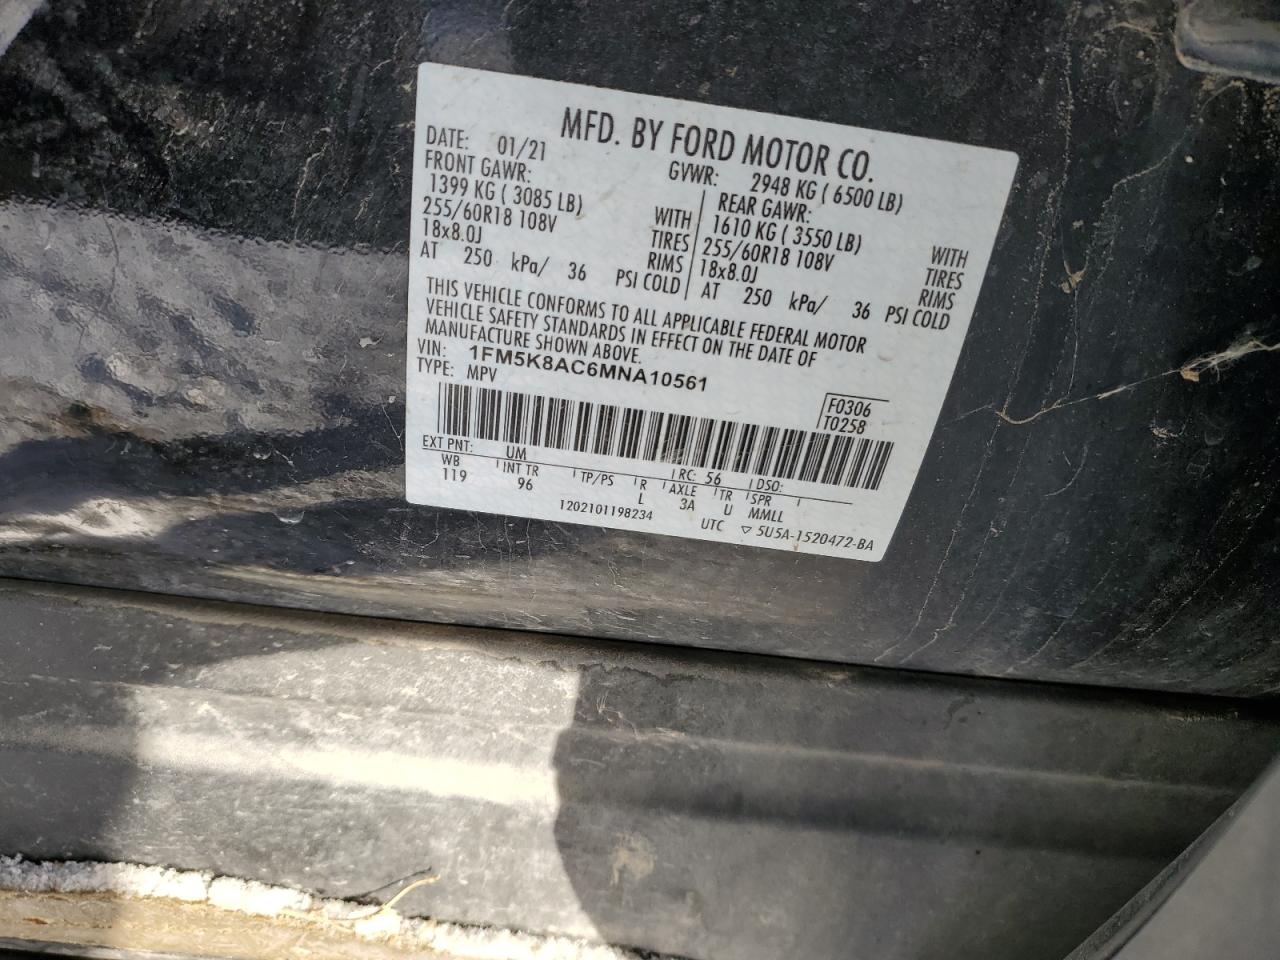 MFD. BY FORD MOTOR CO.
DATE: 01/21 GVWR: 2948 KG ( 6500 LB)
FRONT GAWR: REAR GAWR:
1399 KG ( 3085 LB) WITH 1610 KG ( 3550 LB) WITH
255/60R18 108V TIRES 255/60R18 108V TIRES
18x8.0J RIMS 18x8.0J RIMS
AT 250 kPa/ 36 PSI COLD AT 250 kPa/ 36 PSI COLD
THIS VEHICLE CONFORMS TO ALL APPLICABLE FEDERAL MOTOR
VEHICLE SAFETY STANDARDS IN EFFECT ON THE DATE OF
MANUFACTURE SHOWN ABOVE.
VIN: 1FM5K8AC6MNA10561
TYPE: MPV
F0306
T0258
EXT PNT: UM RC: 56 DSO:
WB INT TR TP/PS R AXLE TR SPR
119 96 L 3A U MMLL
1202101198234 UTC ▽ 5U5A-1520472-BA